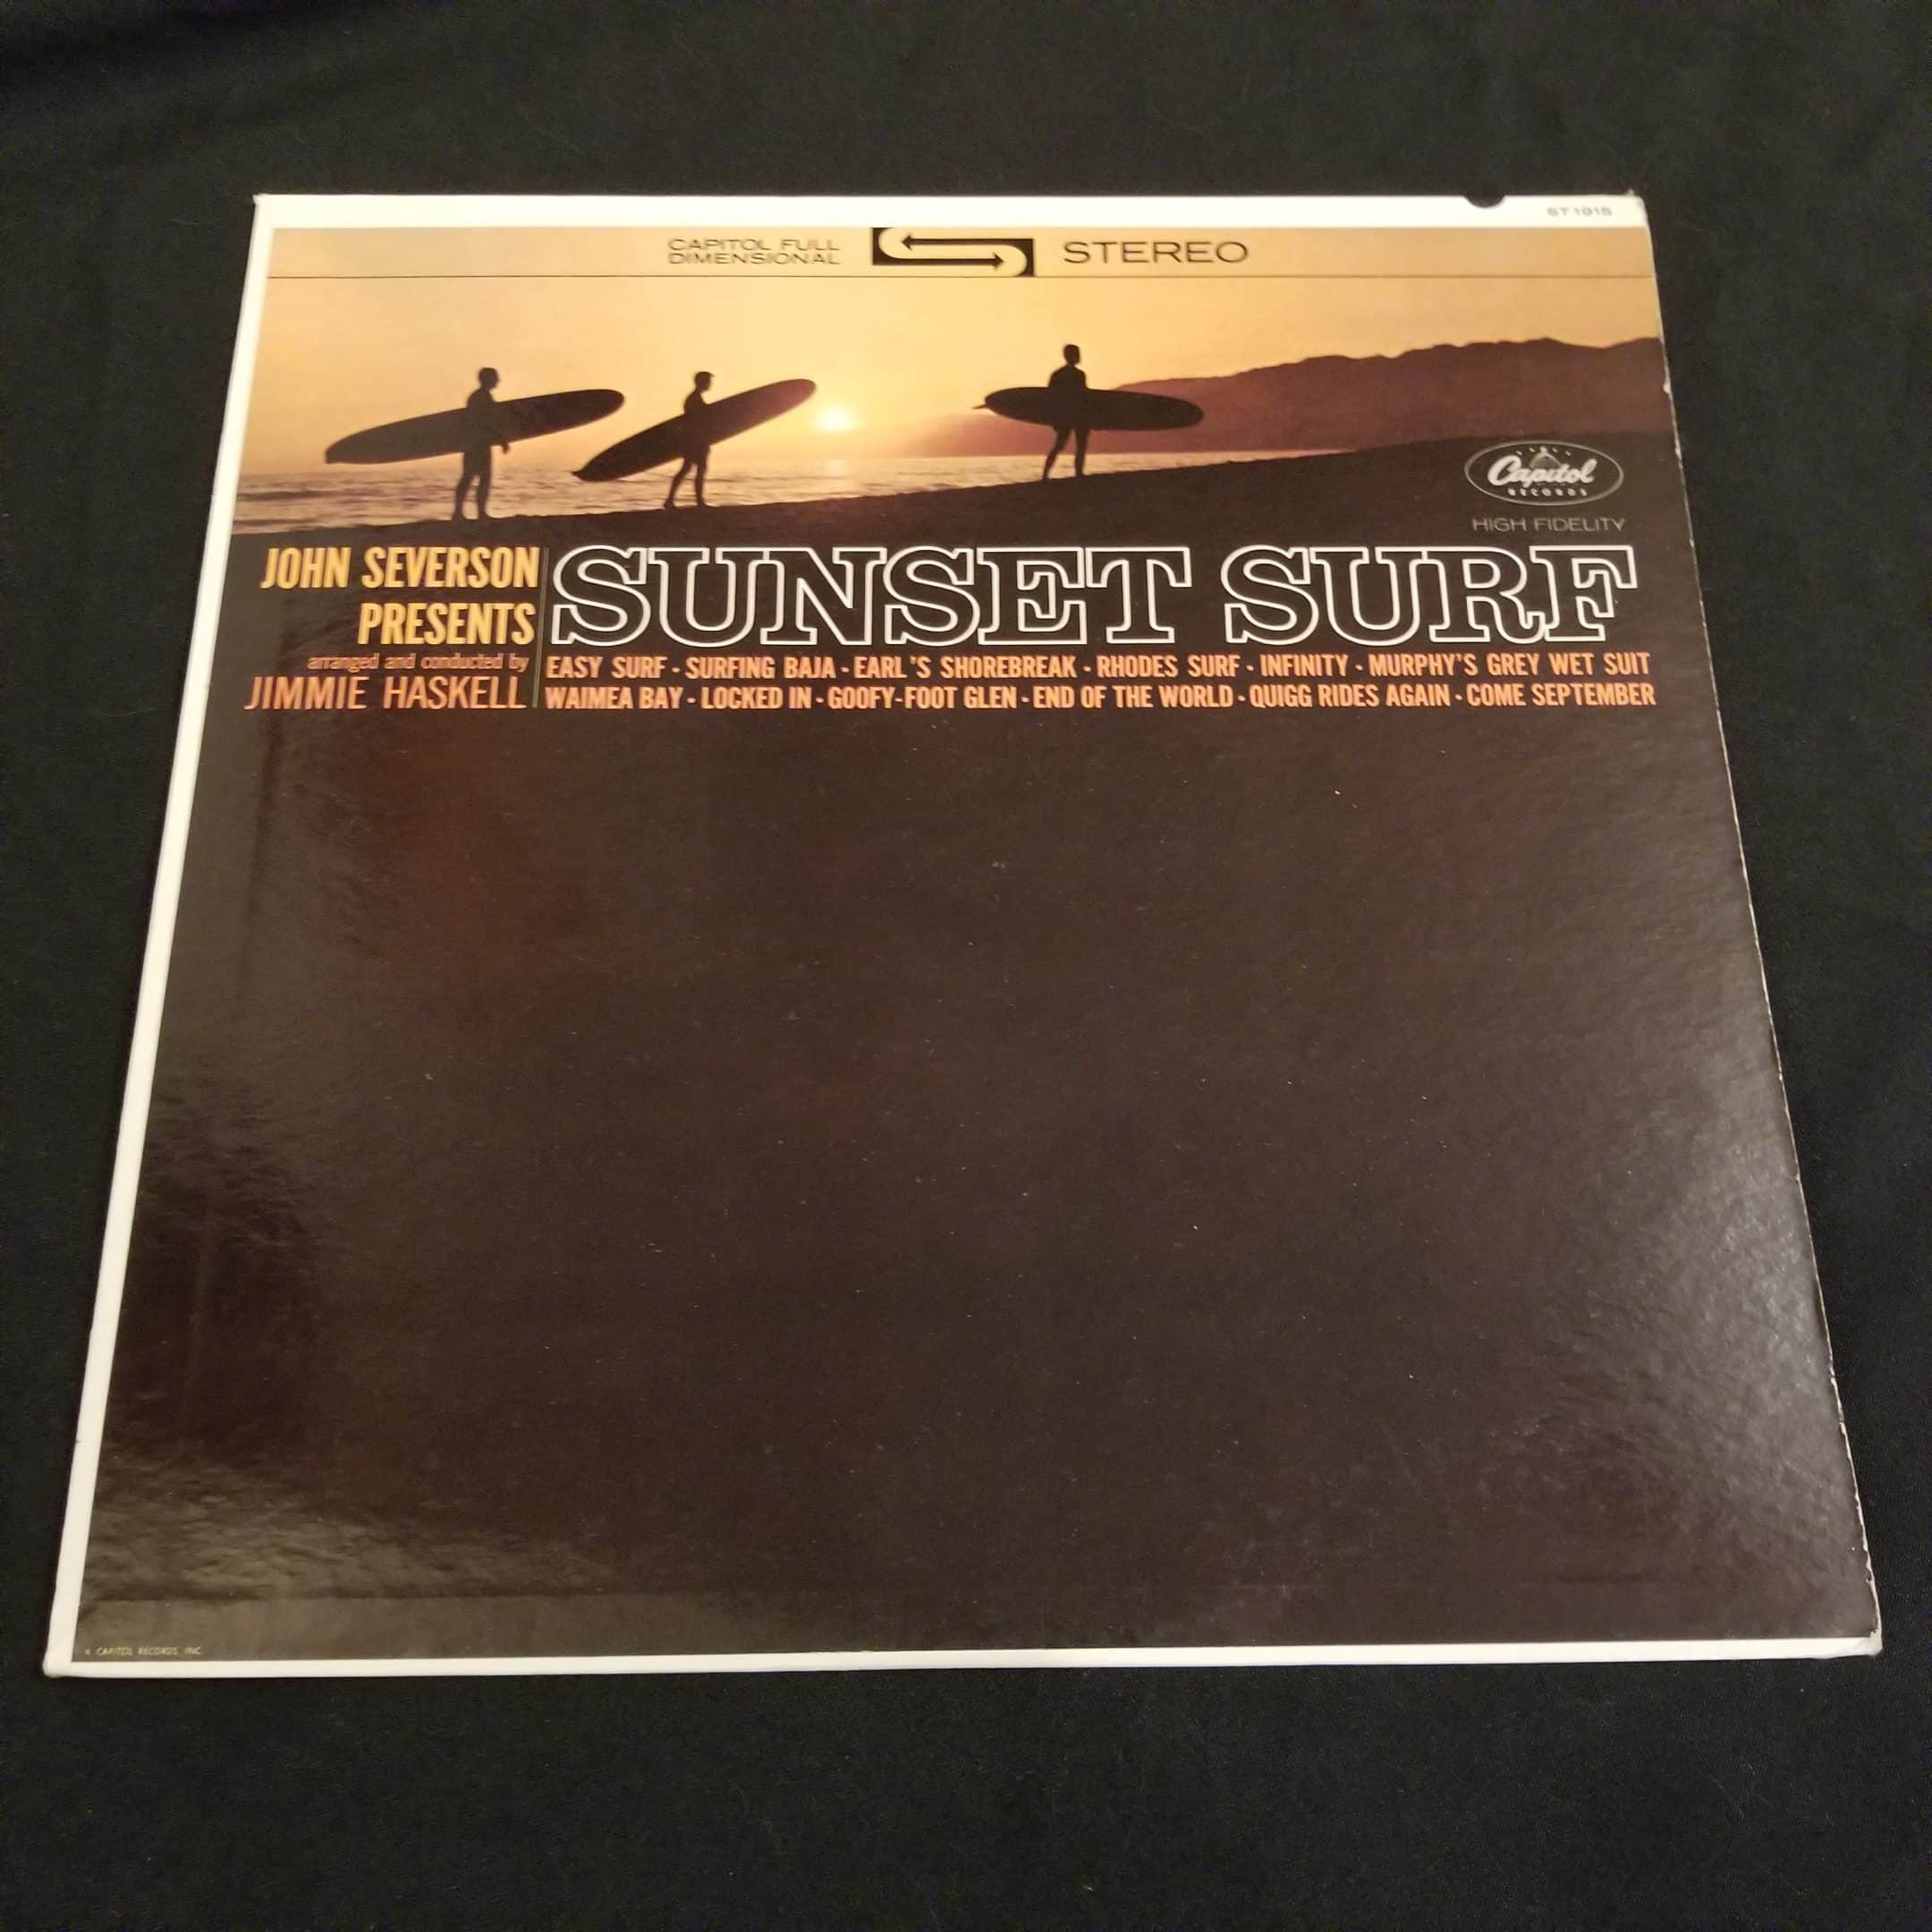 ST 1915
CAPITOL FULL
DIMENSIONAL
STEREO
Capitol
RECORDS
HIGH FIDELITY
JOHN SEVERSON
PRESENTS
arranged and conducted by
JIMMIE HASKELL
SUNSET SURF
EASY SURF · SURFING BAJA · EARL'S SHOREBREAK · RHODES SURF · INFINITY · MURPHY'S GREY WET SUIT
WAIMEA BAY · LOCKED IN · GOOFY-FOOT GLEN · END OF THE WORLD · QUIGG RIDES AGAIN · COME SEPTEMBER
© CAPITOL RECORDS, INC.